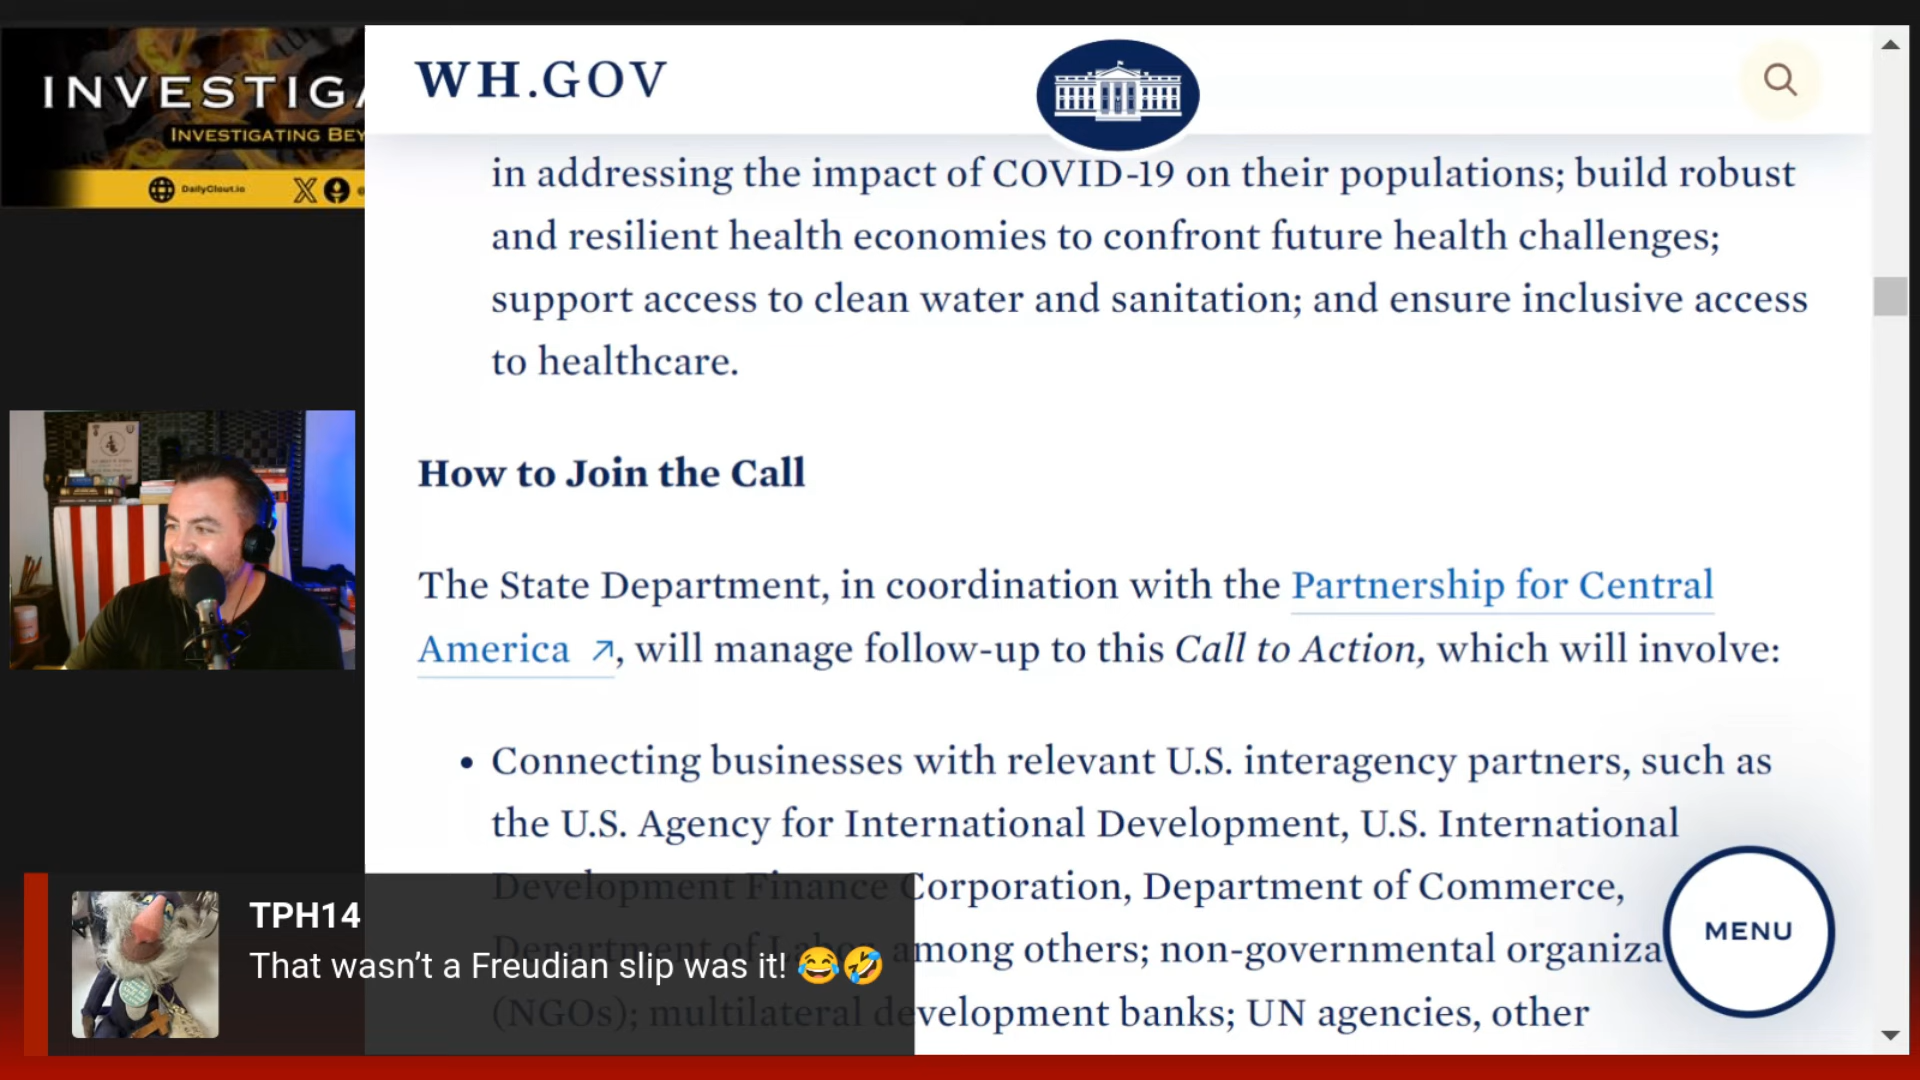 INVESTIGA
INVESTIGATING BEY
DailyClout.io
WH.GOV
in addressing the impact of COVID-19 on their populations; build robust
and resilient health economies to confront future health challenges;
support access to clean water and sanitation; and ensure inclusive access
to healthcare.
How to Join the Call
The State Department, in coordination with the Partnership for Central
America ↗, will manage follow-up to this Call to Action, which will involve:
• Connecting businesses with relevant U.S. interagency partners, such as
the U.S. Agency for International Development, U.S. International
Development Finance Corporation, Department of Commerce,
Department of Labor, among others; non-governmental organiza
(NGOs); multilateral development banks; UN agencies, other
MENU
TPH14
That wasn’t a Freudian slip was it! 😂🤣